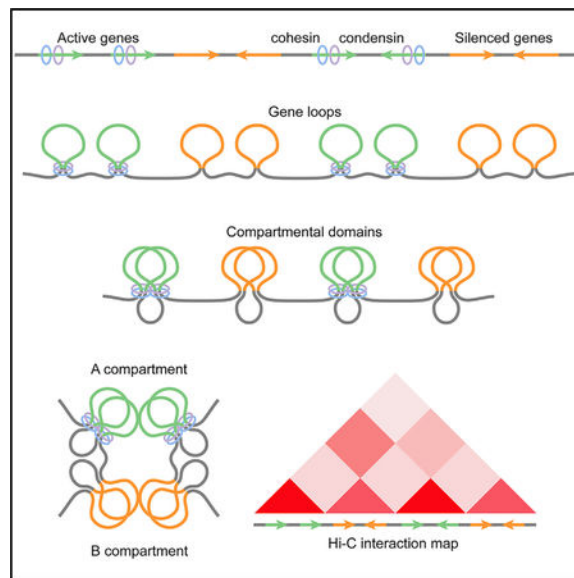 Active genes cohesin condensin Silenced genes
Gene loops
Compartmental domains
A compartment
B compartment
Hi-C interaction map